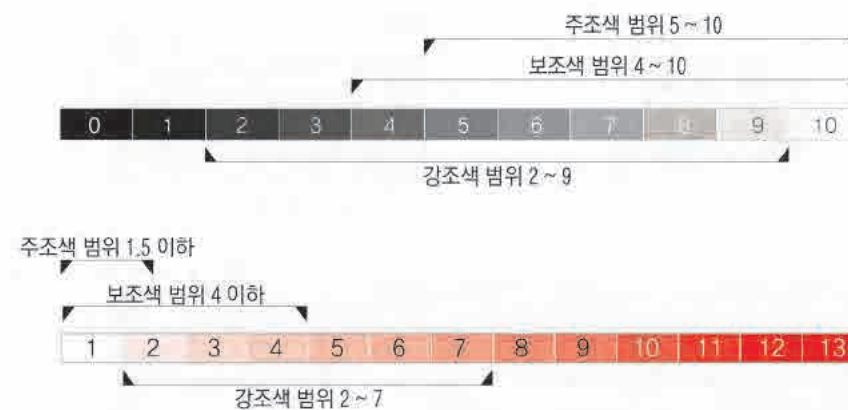 주조색 범위 5 ~ 10
보조색 범위 4 ~ 10
0 1 2 3 4 5 6 7 8 9 10
강조색 범위 2 ~ 9
주조색 범위 1.5 이하
보조색 범위 4 이하
1 2 3 4 5 6 7 8 9 10 11 12 13
강조색 범위 2 ~ 7